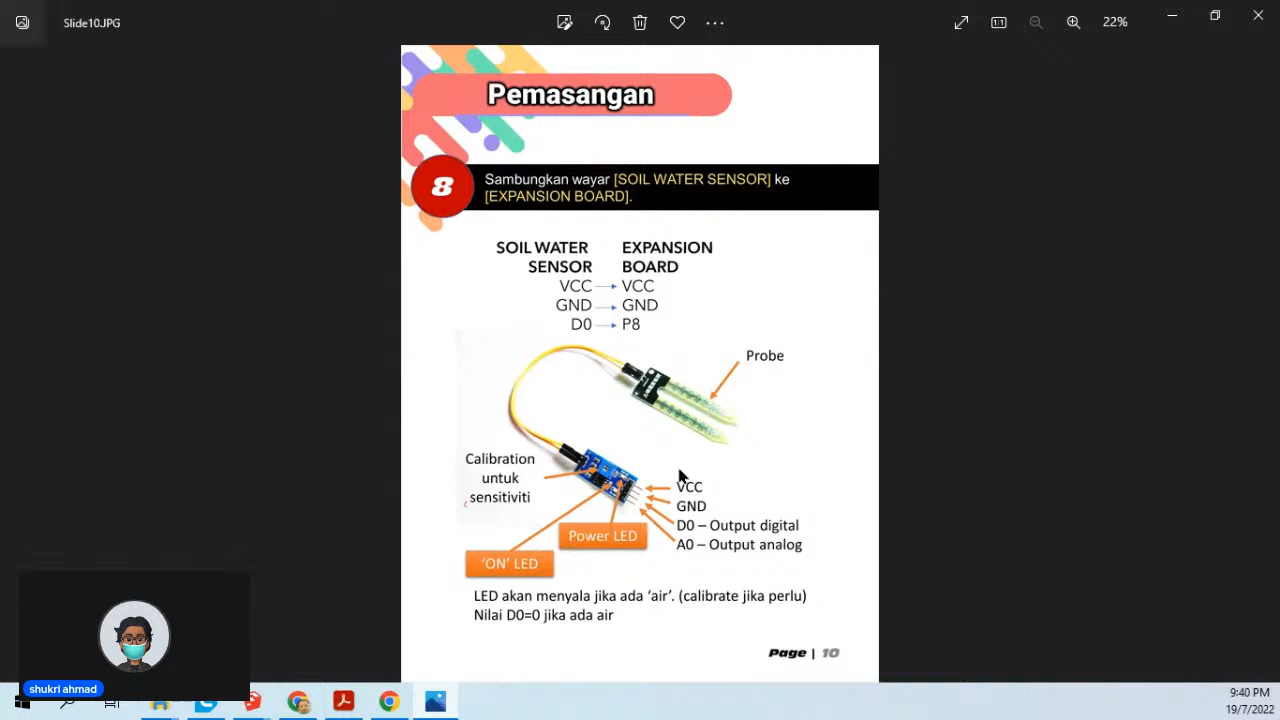 Slide10.JPG
22%
Pemasangan
8
Sambungkan wayar [SOIL WATER SENSOR] ke
[EXPANSION BOARD].
SOIL WATER SENSOR
EXPANSION BOARD
VCC → VCC
GND → GND
D0 → P8
Probe
Calibration
untuk
sensitiviti
VCC
GND
D0 – Output digital
A0 – Output analog
Power LED
‘ON’ LED
LED akan menyala jika ada ‘air’. (calibrate jika perlu)
Nilai D0=0 jika ada air
Page | 10
shukri ahmad
9:40 PM
19/7/2022